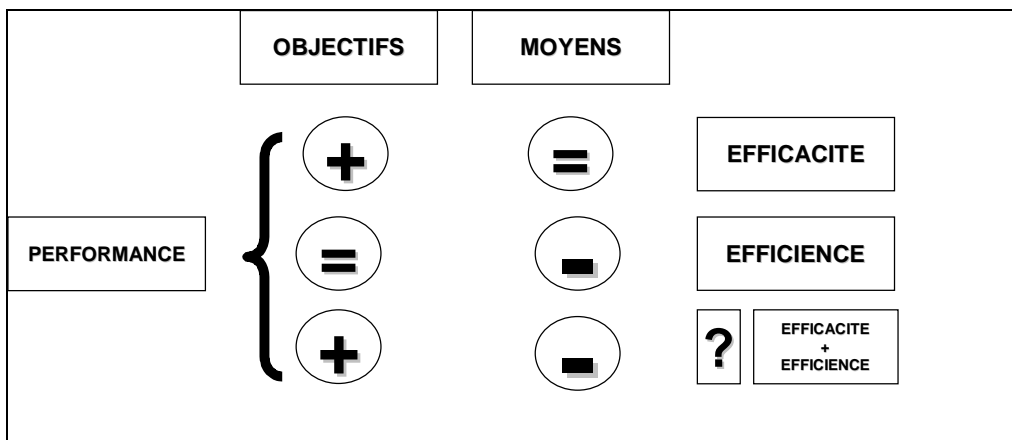 OBJECTIFS MOYENS
+ = EFFICACITE
PERFORMANCE = - EFFICIENCE
+ - ? EFFICACITE
+
EFFICIENCE